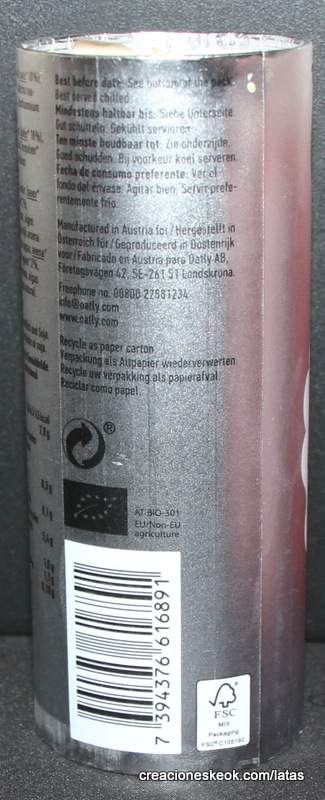 Best before date: See bottom of the pack.
Best served chilled
Mindestens haltbar bis: Siehe Unterseite.
Gut schütteln. Gekühlt servieren
Ten minste houdbaar tot: Zie onderzijde.
Goed schudden. Bij voorkeur koel serveren.
Fecha de consumo preferente: Ver el
fondo del envase. Agitar bien. Servir prefe-
rentemente frío
Manufactured in Austria for / Hergestellt in
Österreich für / Geproduceerd in Oostenrijk
voor / Fabricado en Austria para Oatly AB,
Företagsvägen 42, SE-261 51 Landskrona.
Freephone no. 00800 22881234
info@oatly.com
www.oatly.com
Recycle as paper carton
Verpackung als Altpapier wiederverwerten
Recycle uw verpakking als papierafval
Reciclar como papel
®
AT-BIO-301
EU/Non-EU
agriculture
7 394376 616891
FSC
MIX
Packaging
creacioneskeok.com/latas